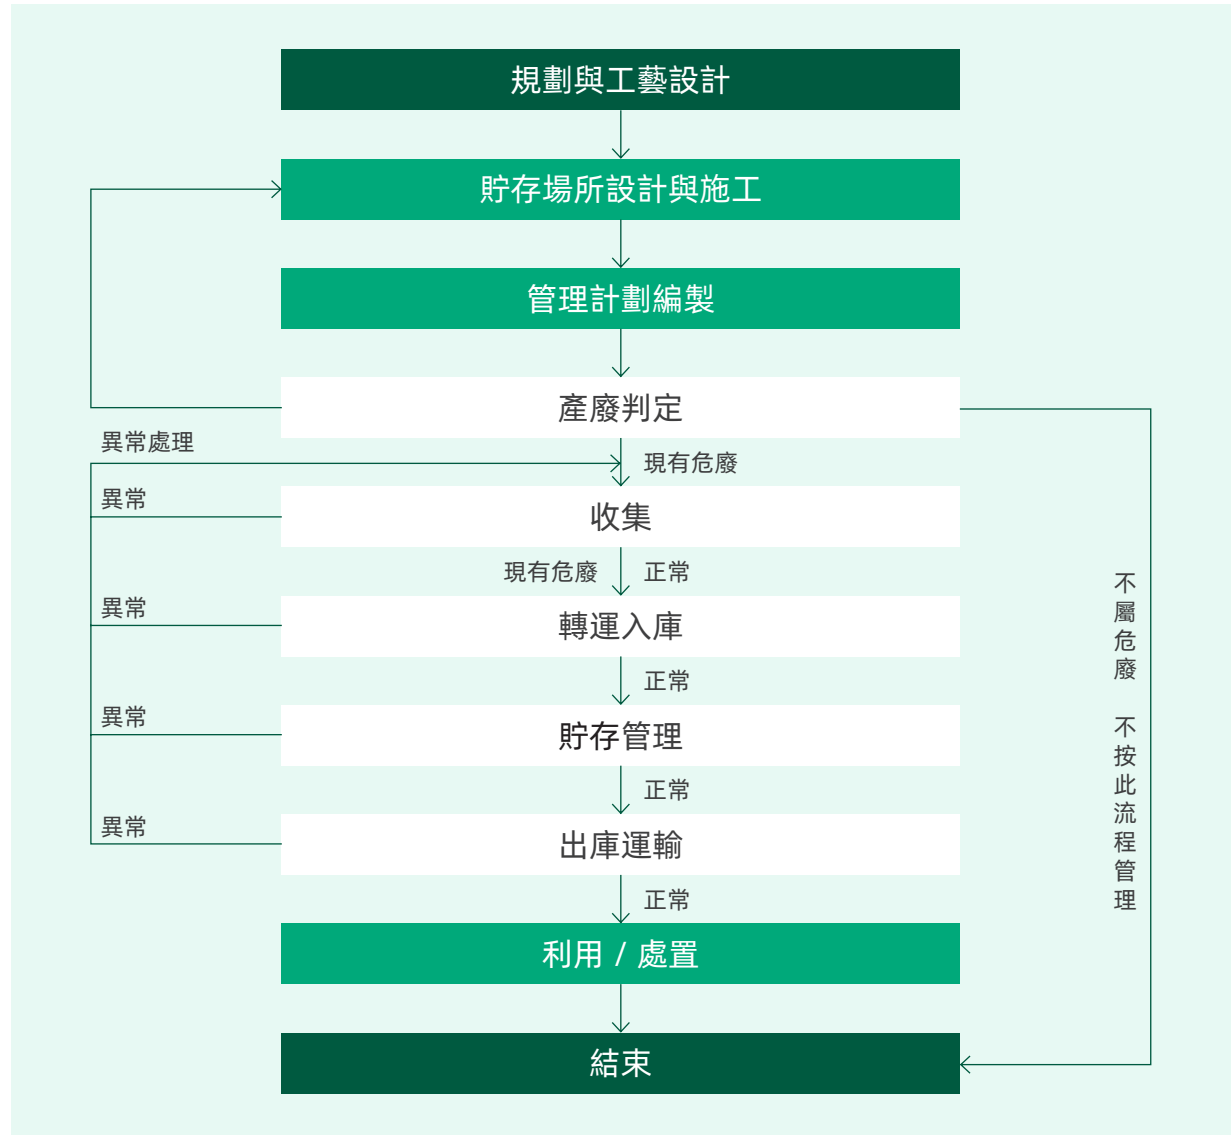 規劃與工藝設計
貯存場所設計與施工
管理計劃編製
產廢判定
異常處理
現有危廢
異常
收集
現有危廢
正常
異常
轉運入庫
正常
異常
貯存管理
正常
異常
出庫運輸
正常
利用 / 處置
結束
不屬危廢 不按此流程管理